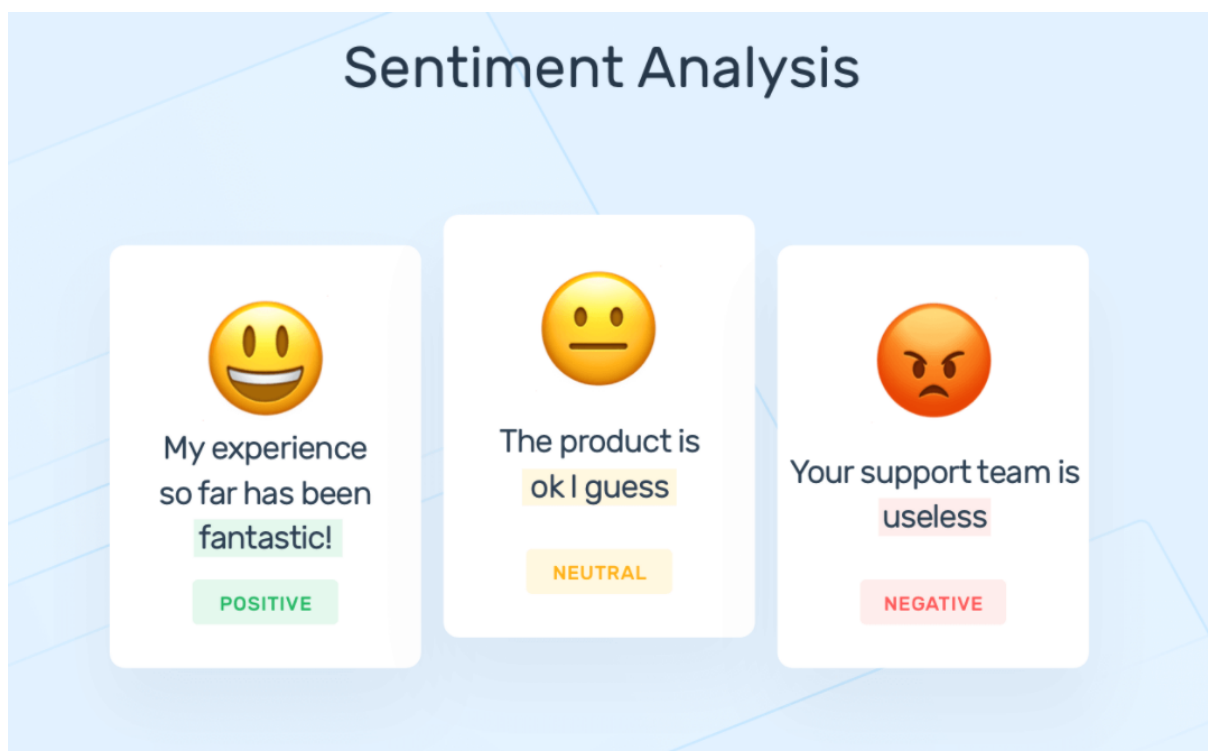 Sentiment Analysis
My experience
so far has been
fantastic!
POSITIVE
The product is
ok I guess
NEUTRAL
Your support team is
useless
NEGATIVE